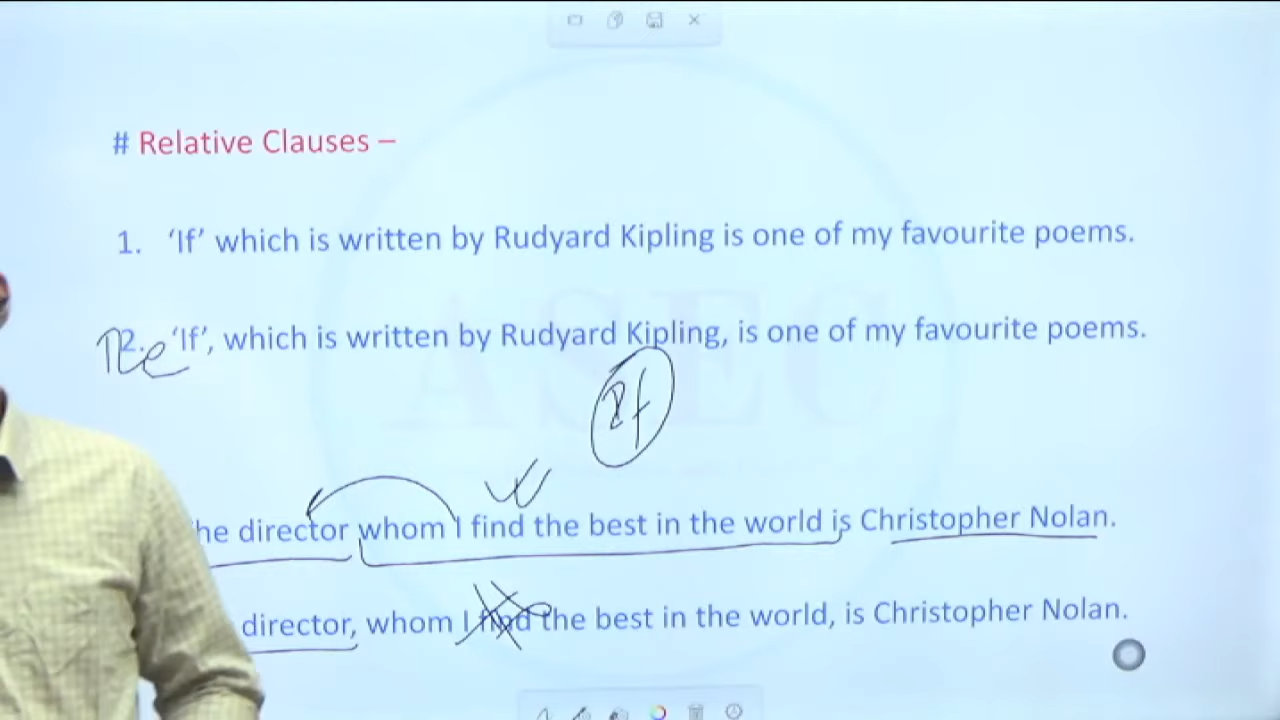 # Relative Clauses –
1. ‘If’ which is written by Rudyard Kipling is one of my favourite poems.
2. ‘If’, which is written by Rudyard Kipling, is one of my favourite poems.
If
he director whom I find the best in the world is Christopher Nolan.
director, whom I find the best in the world, is Christopher Nolan.